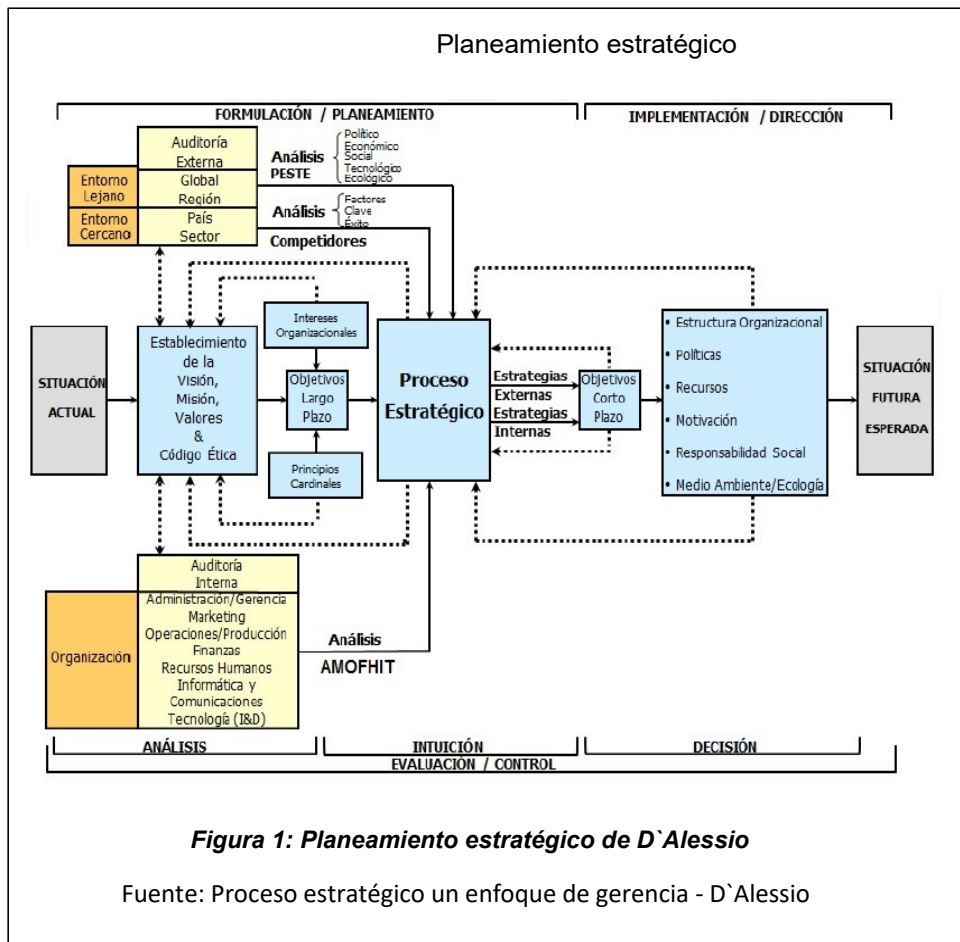 Planeamiento estratégico
FORMULACIÓN / PLANEAMIENTO
IMPLEMENTACIÓN / DIRECCIÓN
Auditoría
Externa
Análisis
PESTE
Político
Económico
Social
Tecnológico
Ecológico
Entorno
Lejano
Global
Región
Entorno
Cercano
País
Sector
Análisis
Competidores
Factores
Clave
Éxito
SITUACIÓN
ACTUAL
Establecimiento
de la
Visión,
Misión,
Valores
&
Código Ética
Intereses
Organizacionales
Objetivos
Largo
Plazo
Principios
Cardinales
Proceso
Estratégico
Estrategias
Externas
Estrategias
Internas
Objetivos
Corto
Plazo
• Estructura Organizacional
• Políticas
• Recursos
• Motivación
• Responsabilidad Social
• Medio Ambiente/Ecología
SITUACIÓN
FUTURA
ESPERADA
Auditoría
Interna
Organización
Administración/Gerencia
Marketing
Operaciones/Producción
Finanzas
Recursos Humanos
Informática y
Comunicaciones
Tecnología (I&D)
Análisis
AMOFHIT
ANÁLISIS
INTUICIÓN
DECISIÓN
EVALUACIÓN / CONTROL
Figura 1: Planeamiento estratégico de D`Alessio
Fuente: Proceso estratégico un enfoque de gerencia - D`Alessio